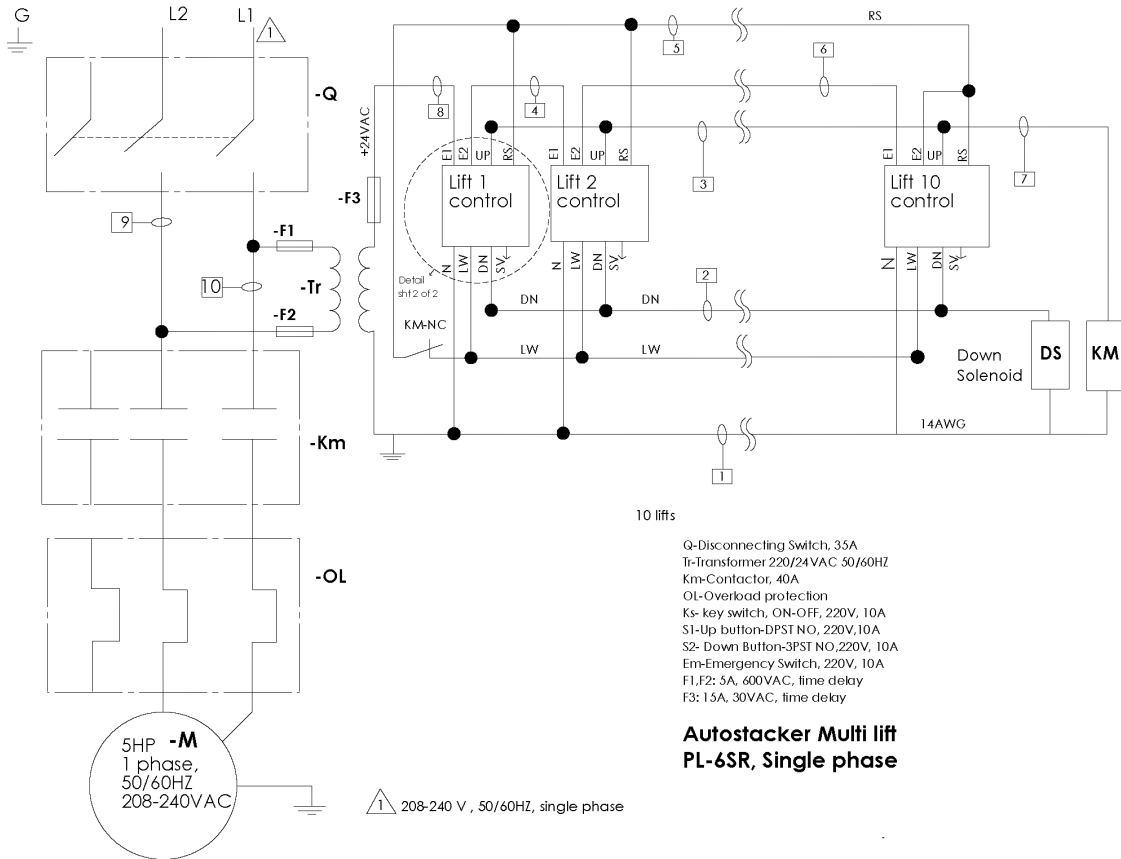 G
L2
L1
1
-Q
+24VAC
-F3
-F1
-Tr
-F2
9
10
8
4
5
RS
6
3
7
E1
E2
UP
RS
E1
E2
UP
RS
E1
E2
UP
RS
Lift 1
control
Lift 2
control
Lift 10
control
N
LW
DN
SV
N
LW
DN
SV
N
LW
DN
SV
Detail
sht 2 of 2
2
DN
DN
KM-NC
LW
LW
Down
Solenoid
DS
KM
14AWG
1
-Km
-OL
10 lifts
Q-Disconnecting Switch, 35A
Tr-Transformer 220/24VAC 50/60HZ
Km-Contactor, 40A
OL-Overload protection
Ks- key switch, ON-OFF, 220V, 10A
S1-Up button-DPST NO, 220V,10A
S2- Down Button-3PST NO,220V, 10A
Em-Emergency Switch, 220V, 10A
F1,F2: 5A, 600VAC, time delay
F3: 15A, 30VAC, time delay
Autostacker Multi lift
PL-6SR, Single phase
5HP -M
1 phase,
50/60HZ
208-240VAC
1 208-240 V , 50/60HZ, single phase